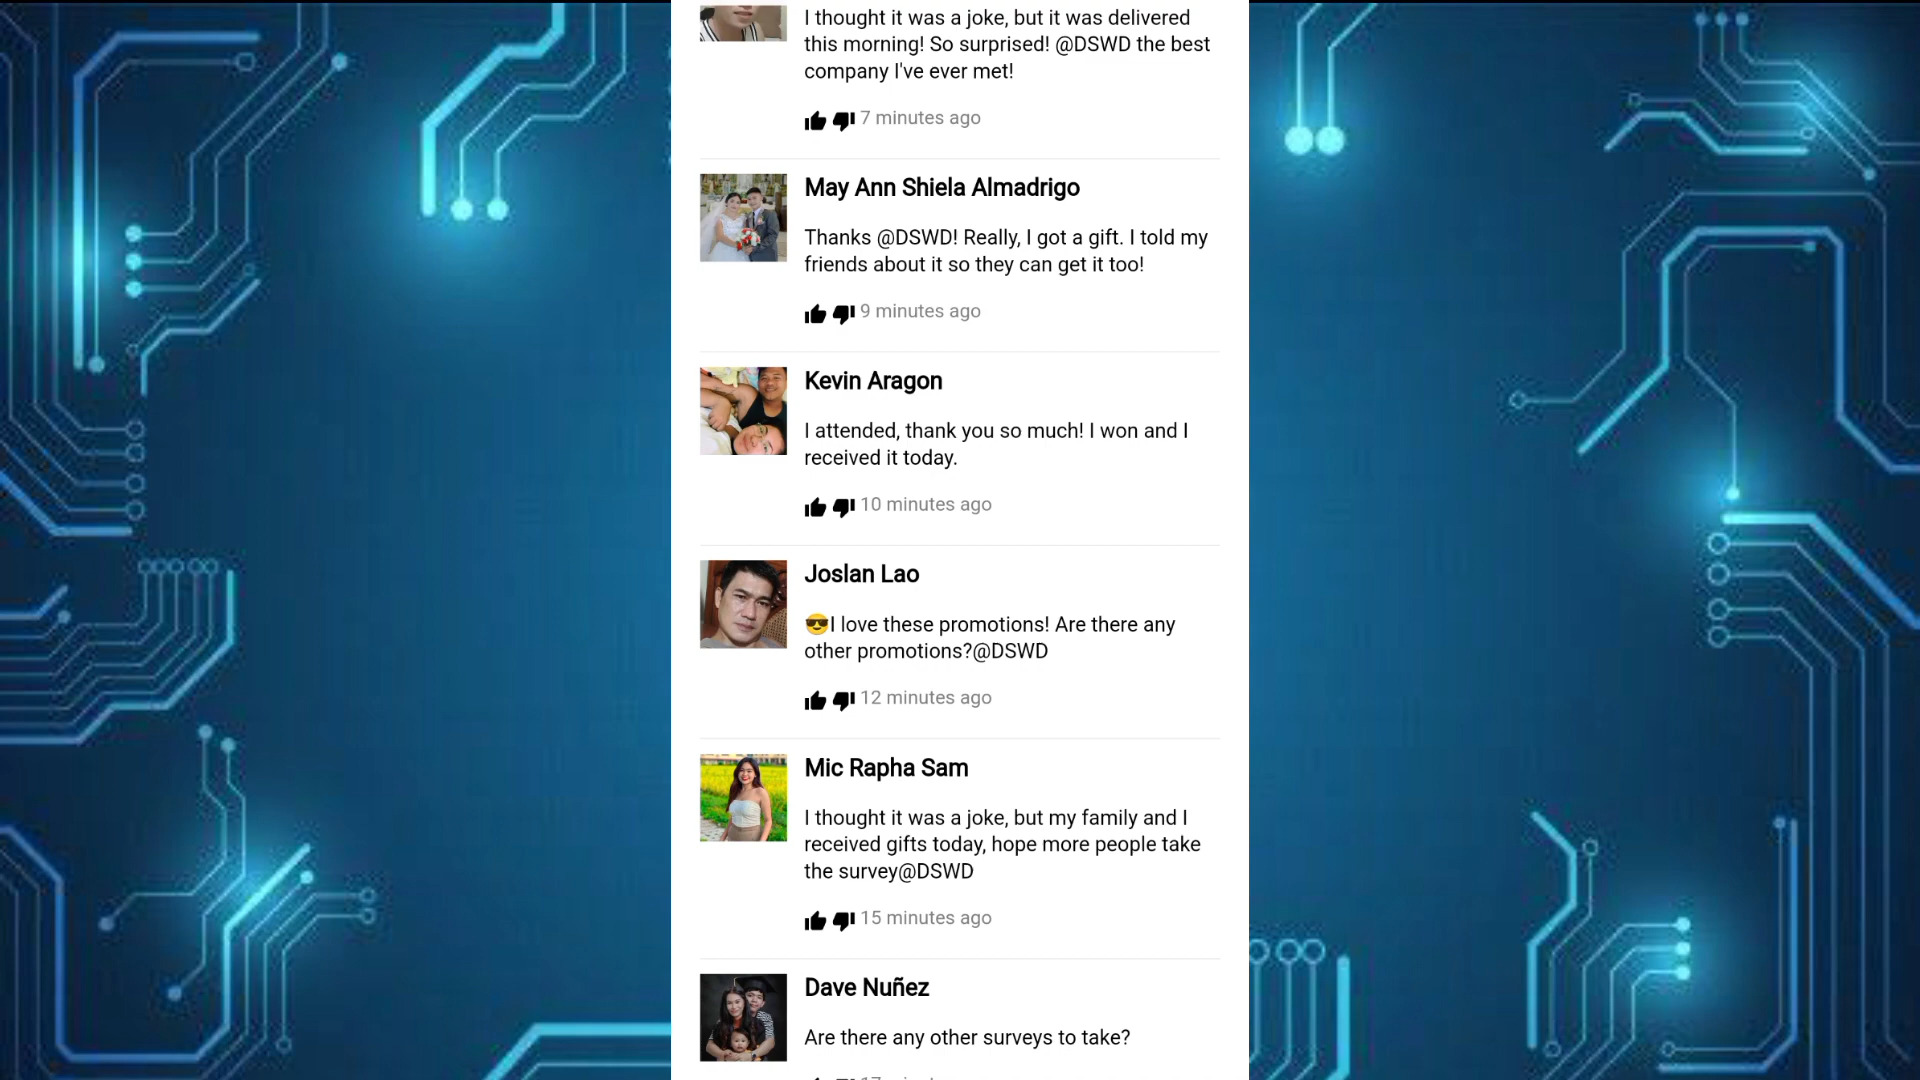 I thought it was a joke, but it was delivered
this morning! So surprised! @DSWD the best
company I've ever met!
7 minutes ago
May Ann Shiela Almadrigo
Thanks @DSWD! Really, I got a gift. I told my
friends about it so they can get it too!
9 minutes ago
Kevin Aragon
I attended, thank you so much! I won and I
received it today.
10 minutes ago
Joslan Lao
😎I love these promotions! Are there any
other promotions?@DSWD
12 minutes ago
Mic Rapha Sam
I thought it was a joke, but my family and I
received gifts today, hope more people take
the survey@DSWD
15 minutes ago
Dave Nuñez
Are there any other surveys to take?